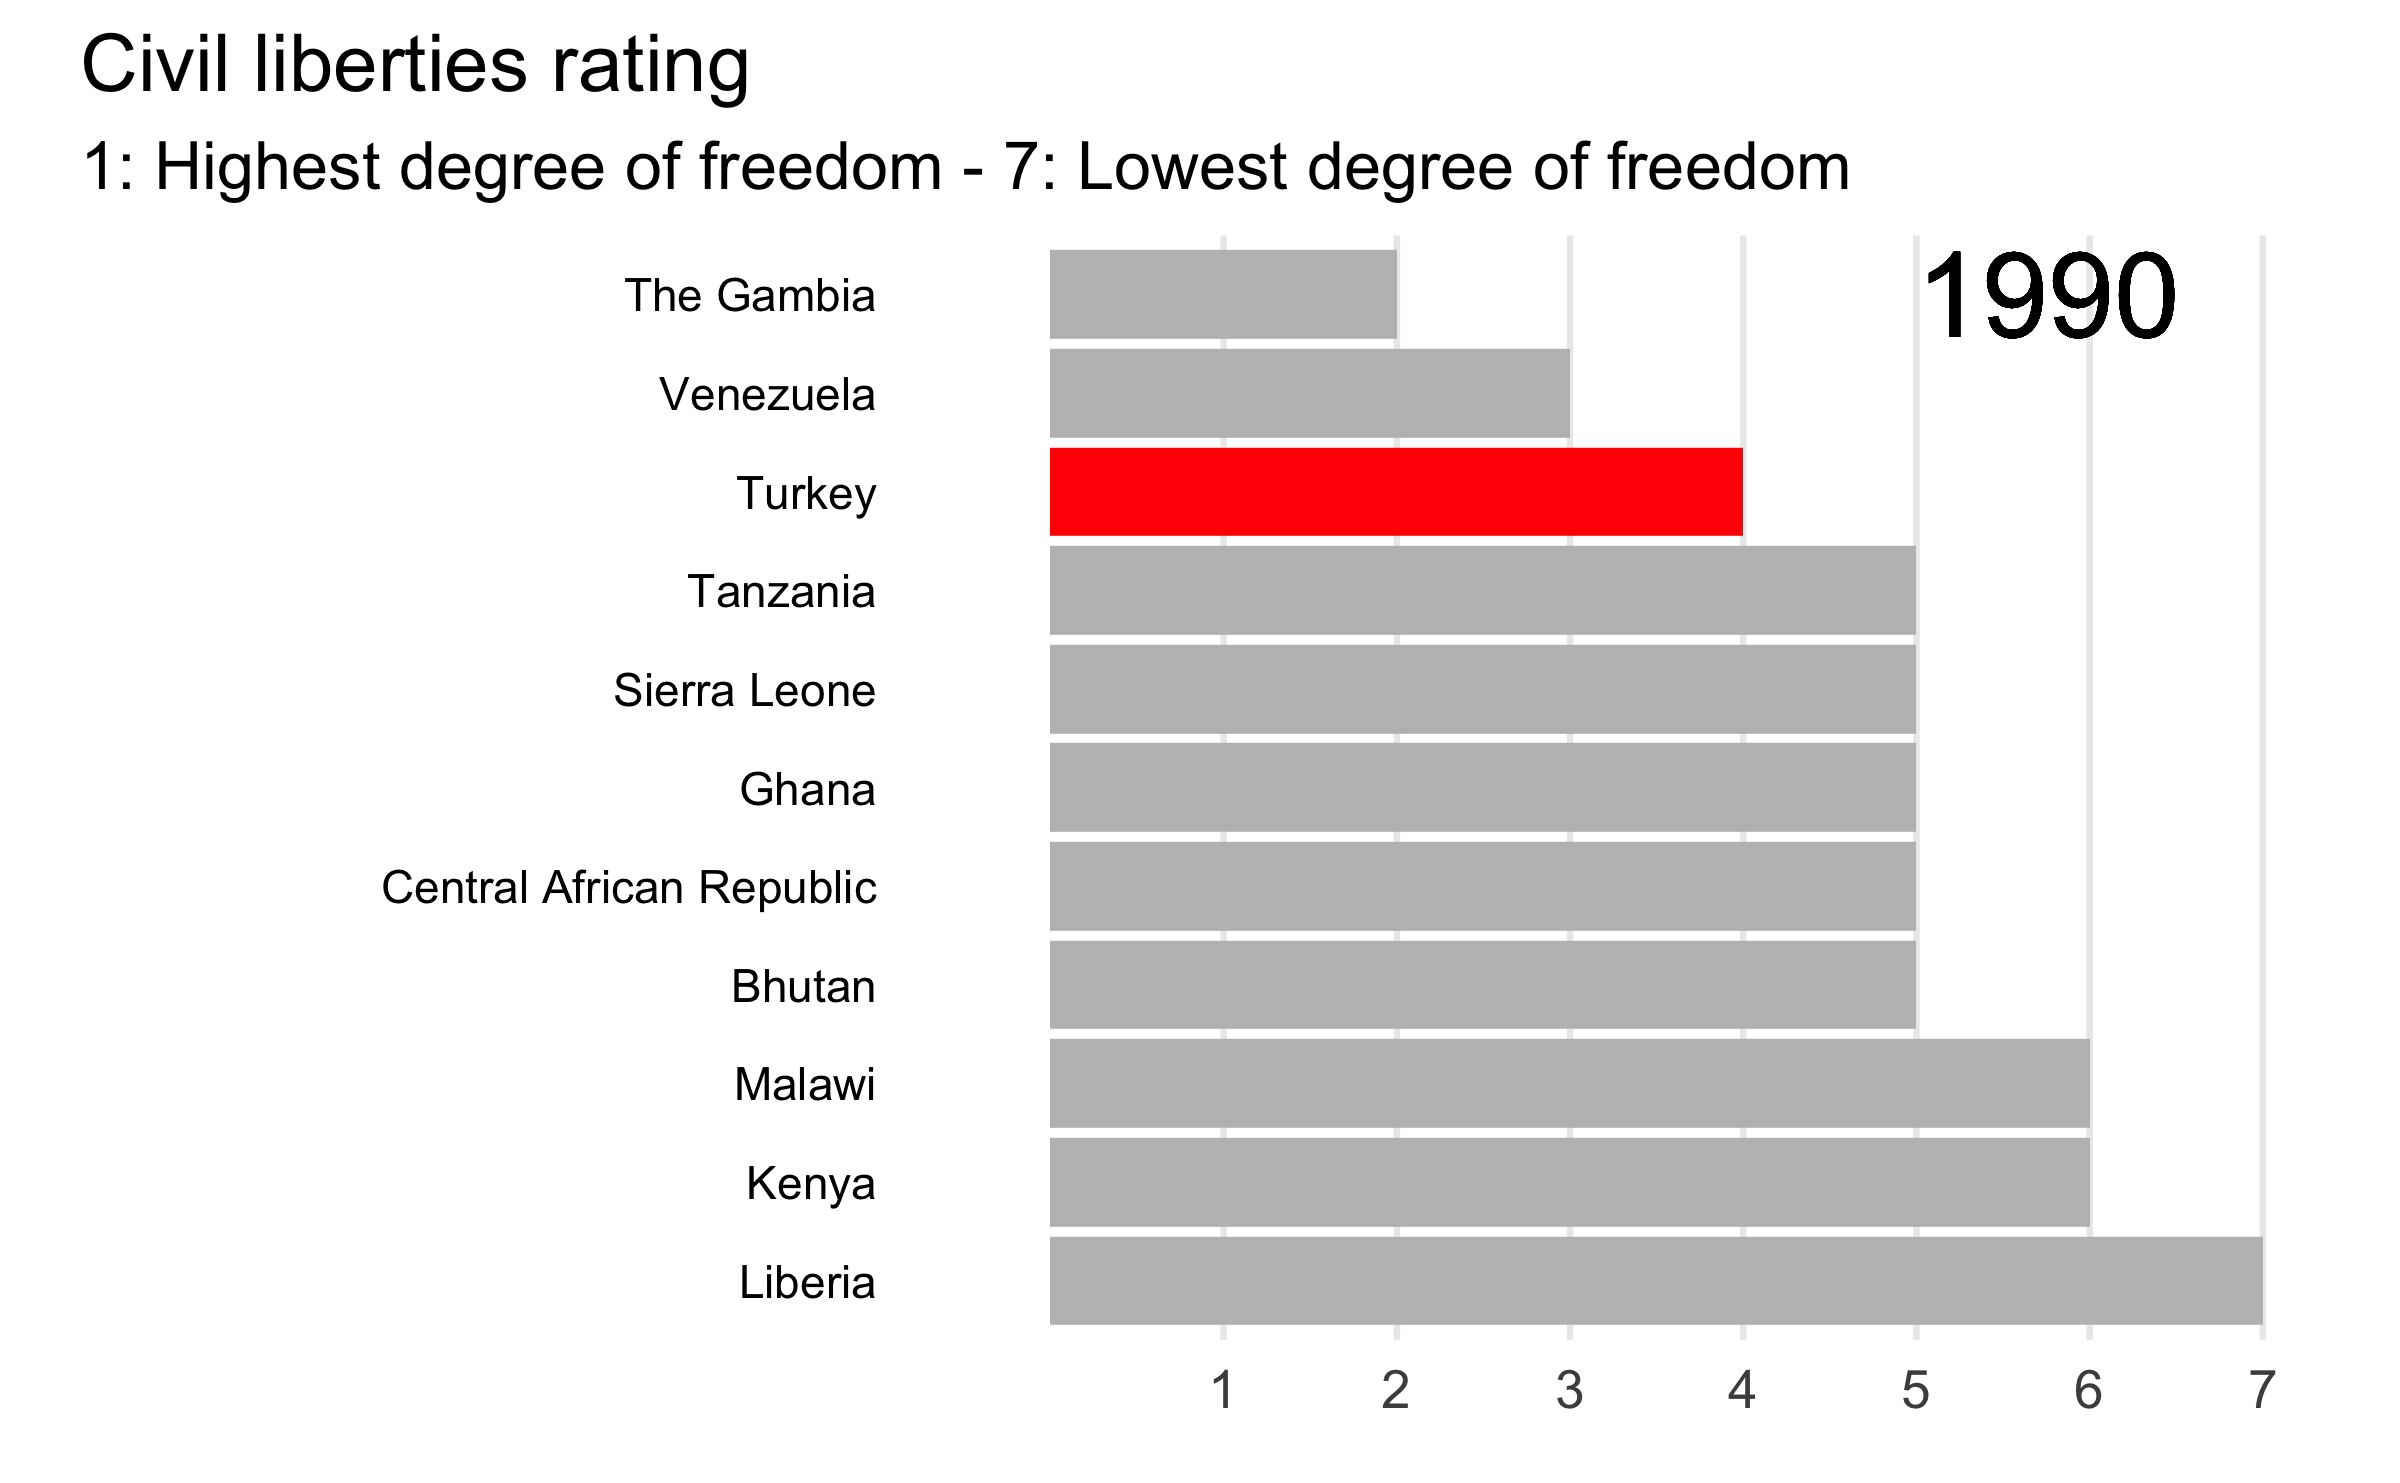 Civil liberties rating
1: Highest degree of freedom - 7: Lowest degree of freedom
1990
The Gambia
Venezuela
Turkey
Tanzania
Sierra Leone
Ghana
Central African Republic
Bhutan
Malawi
Kenya
Liberia
1 2 3 4 5 6 7